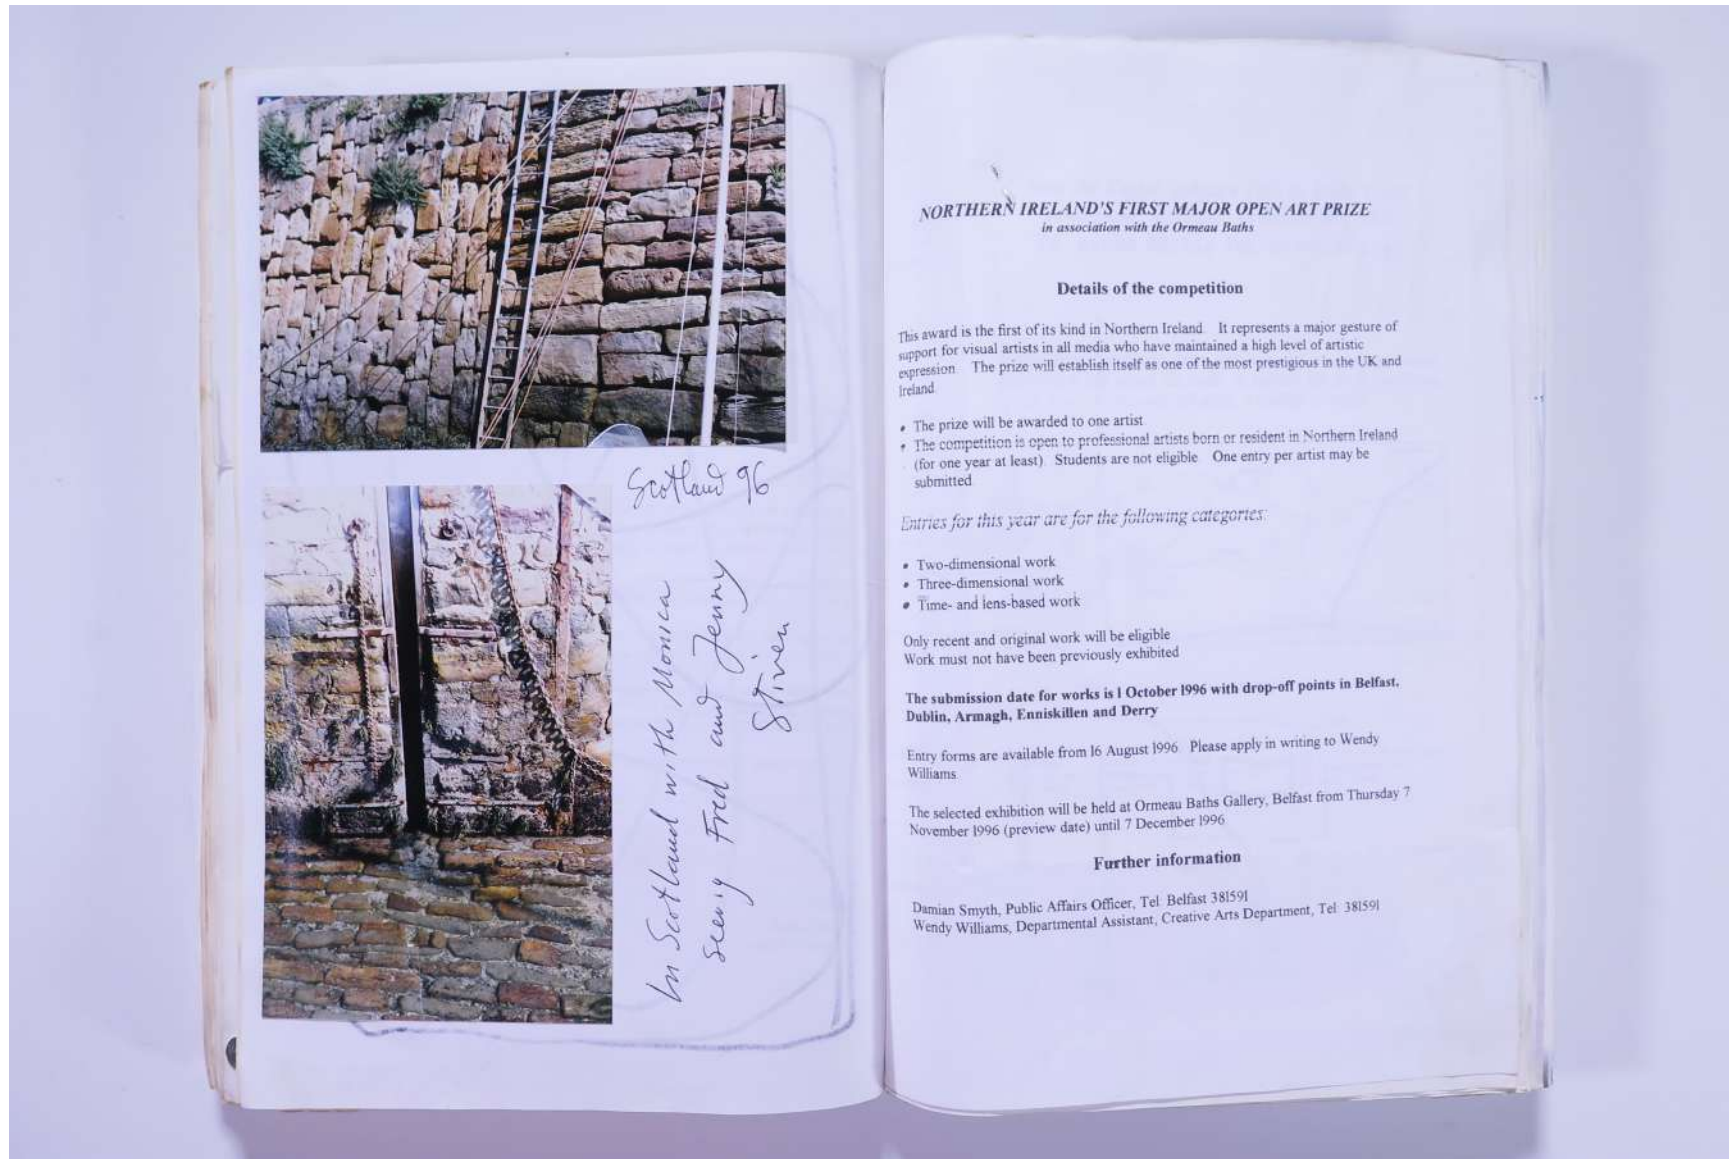 Scotland 96
In Scotland with Monica
seeing Fred and Jenny
Stiven
NORTHERN IRELAND'S FIRST MAJOR OPEN ART PRIZE
in association with the Ormeau Baths
Details of the competition
This award is the first of its kind in Northern Ireland. It represents a major gesture of
support for visual artists in all media who have maintained a high level of artistic
expression. The prize will establish itself as one of the most prestigious in the UK and
Ireland.
• The prize will be awarded to one artist.
• The competition is open to professional artists born or resident in Northern Ireland
(for one year at least). Students are not eligible. One entry per artist may be
submitted.
Entries for this year are for the following categories:
• Two-dimensional work
• Three-dimensional work
• Time- and lens-based work
Only recent and original work will be eligible
Work must not have been previously exhibited
The submission date for works is 1 October 1996 with drop-off points in Belfast,
Dublin, Armagh, Enniskillen and Derry
Entry forms are available from 16 August 1996. Please apply in writing to Wendy
Williams.
The selected exhibition will be held at Ormeau Baths Gallery, Belfast from Thursday 7
November 1996 (preview date) until 7 December 1996.
Further information
Damian Smyth, Public Affairs Officer, Tel: Belfast 381591
Wendy Williams, Departmental Assistant, Creative Arts Department, Tel: 381591